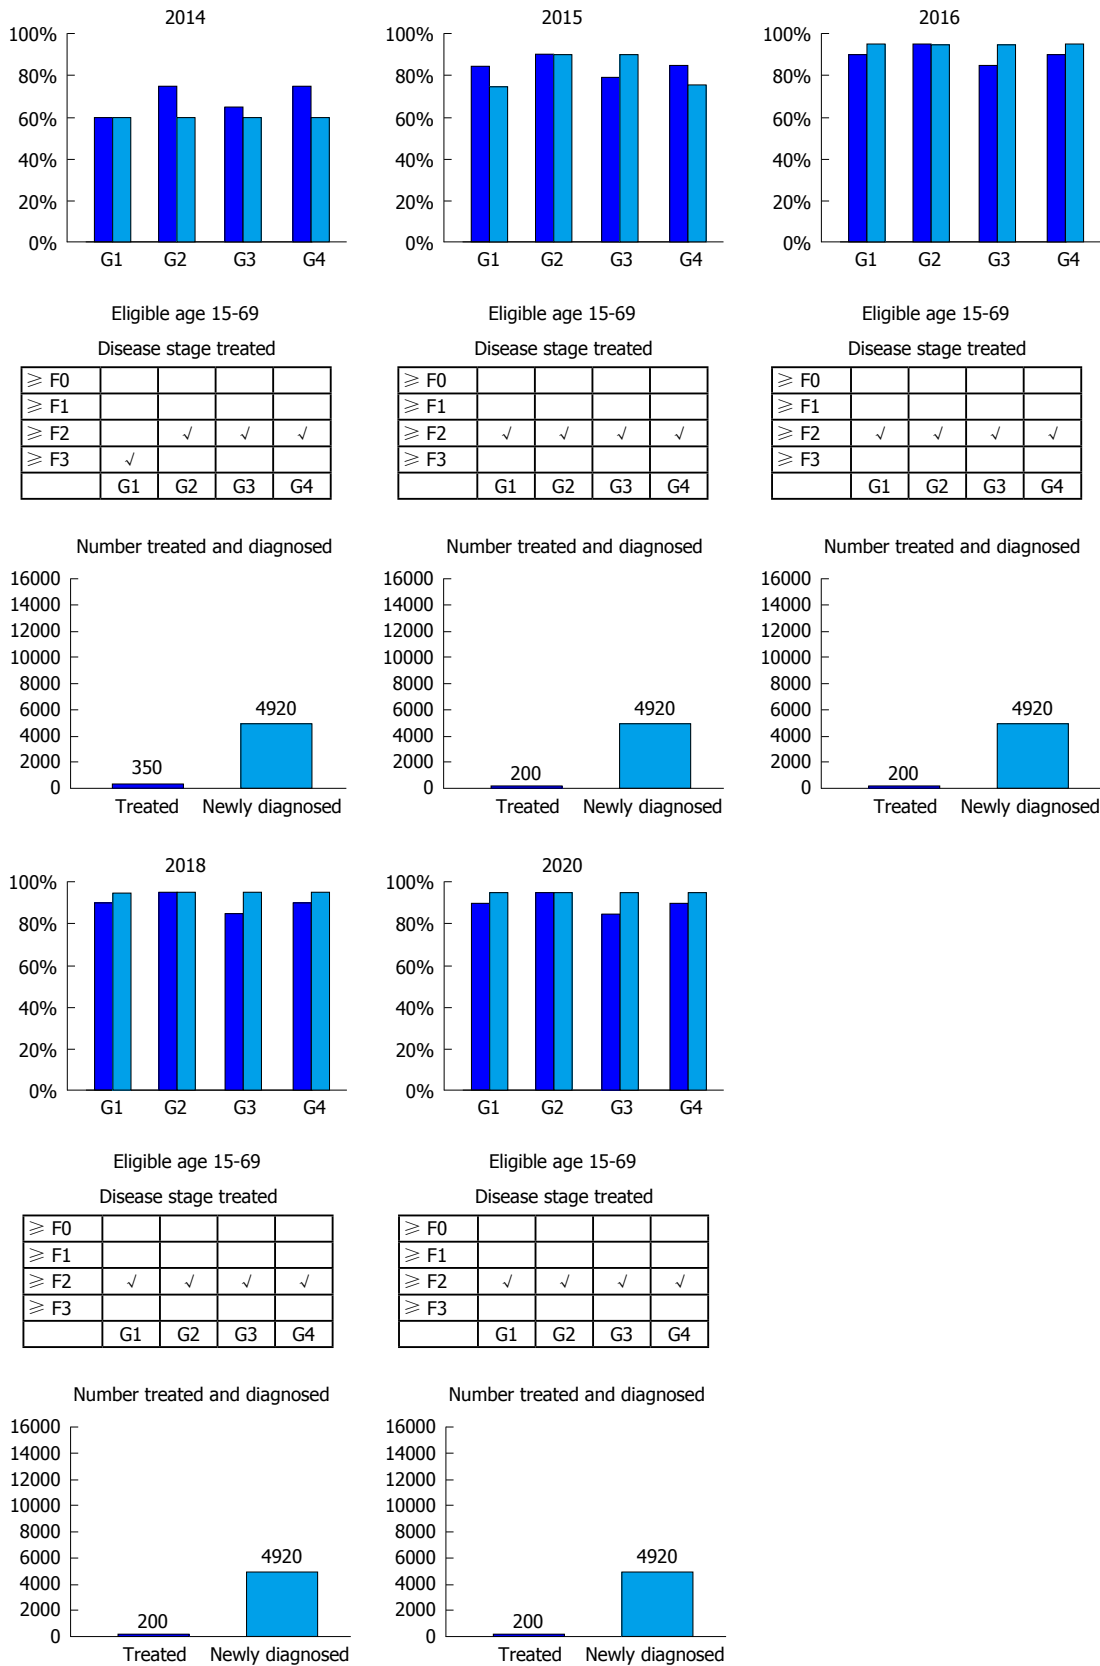 2014
100%
80%
60%
40%
20%
0%
G1 G2 G3 G4
Eligible age 15-69
Disease stage treated
≥ F0
≥ F1
≥ F2 √ √ √
≥ F3 √
G1 G2 G3 G4
Number treated and diagnosed
16000
14000
12000
10000
8000
6000
4000
2000
0
350
4920
Treated Newly diagnosed
2015
100%
80%
60%
40%
20%
0%
G1 G2 G3 G4
Eligible age 15-69
Disease stage treated
≥ F0
≥ F1
≥ F2 √ √ √ √
≥ F3
G1 G2 G3 G4
Number treated and diagnosed
16000
14000
12000
10000
8000
6000
4000
2000
0
200
4920
Treated Newly diagnosed
2016
100%
80%
60%
40%
20%
0%
G1 G2 G3 G4
Eligible age 15-69
Disease stage treated
≥ F0
≥ F1
≥ F2 √ √ √ √
≥ F3
G1 G2 G3 G4
Number treated and diagnosed
16000
14000
12000
10000
8000
6000
4000
2000
0
200
4920
Treated Newly diagnosed
2018
100%
80%
60%
40%
20%
0%
G1 G2 G3 G4
Eligible age 15-69
Disease stage treated
≥ F0
≥ F1
≥ F2 √ √ √ √
≥ F3
G1 G2 G3 G4
Number treated and diagnosed
16000
14000
12000
10000
8000
6000
4000
2000
0
200
4920
Treated Newly diagnosed
2020
100%
80%
60%
40%
20%
0%
G1 G2 G3 G4
Eligible age 15-69
Disease stage treated
≥ F0
≥ F1
≥ F2 √ √ √ √
≥ F3
G1 G2 G3 G4
Number treated and diagnosed
16000
14000
12000
10000
8000
6000
4000
2000
0
200
4920
Treated Newly diagnosed